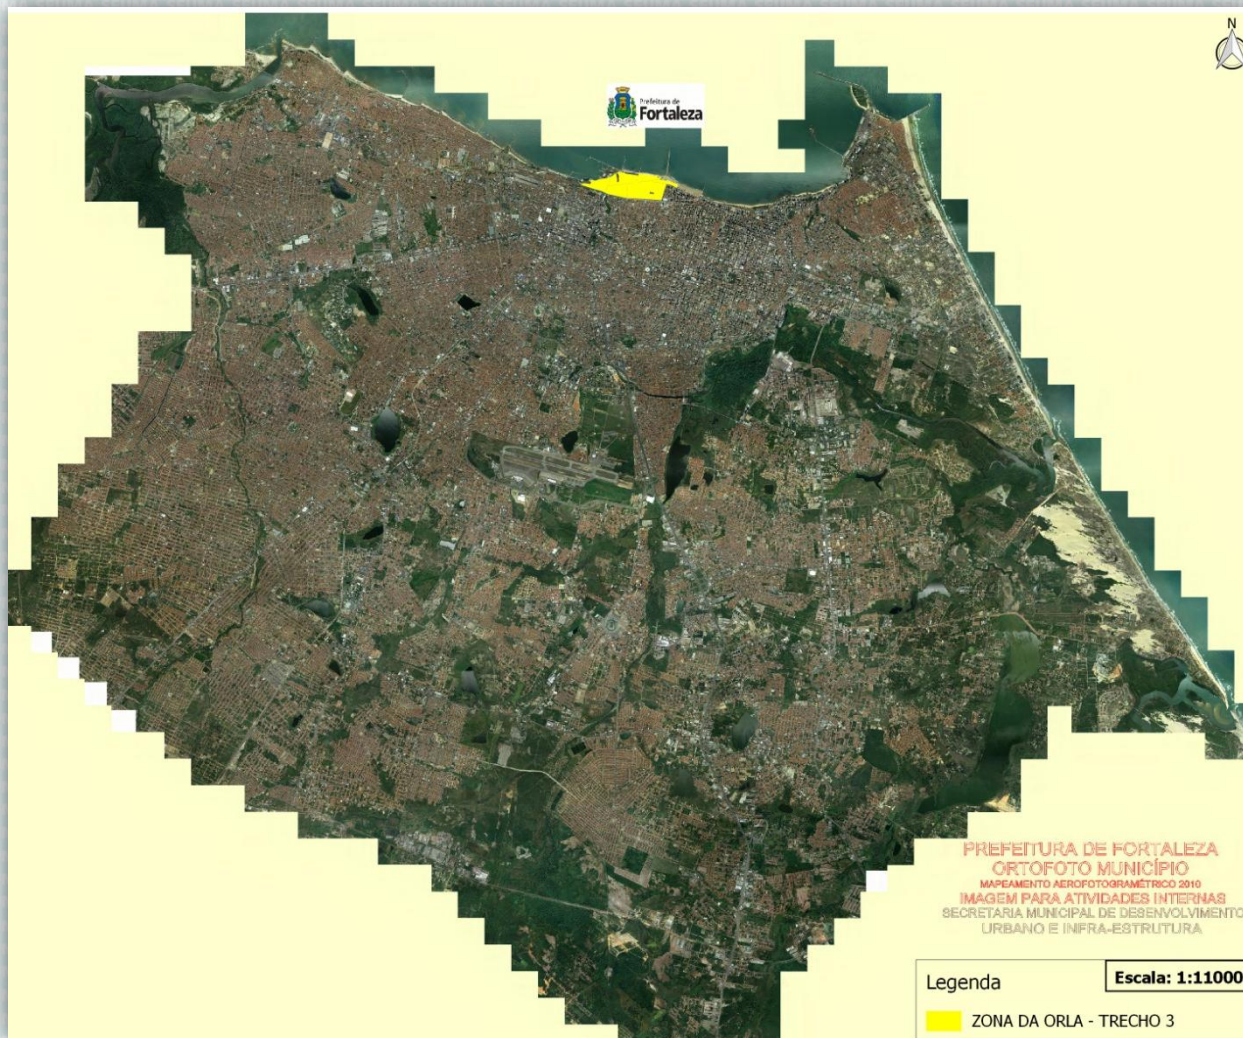 N
Prefeitura de
Fortaleza
PREFEITURA DE FORTALEZA
ORTOFOTO MUNICÍPIO
MAPEAMENTO AEROFOTOGRAMÉTRICO 2010
IMAGEM PARA ATIVIDADES INTERNAS
SECRETARIA MUNICIPAL DE DESENVOLVIMENTO
URBANO E INFRA-ESTRUTURA
Legenda
Escala: 1:11000
ZONA DA ORLA - TRECHO 3